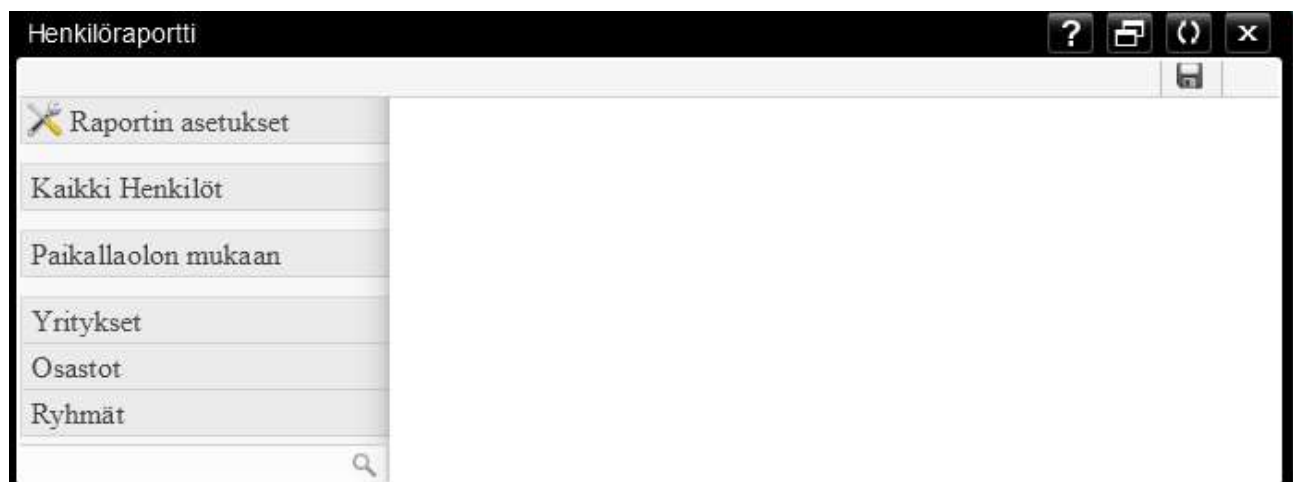 Henkilöraportti
?
Raportin asetukset
Kaikki Henkilöt
Paikallaolon mukaan
Yritykset
Osastot
Ryhmät